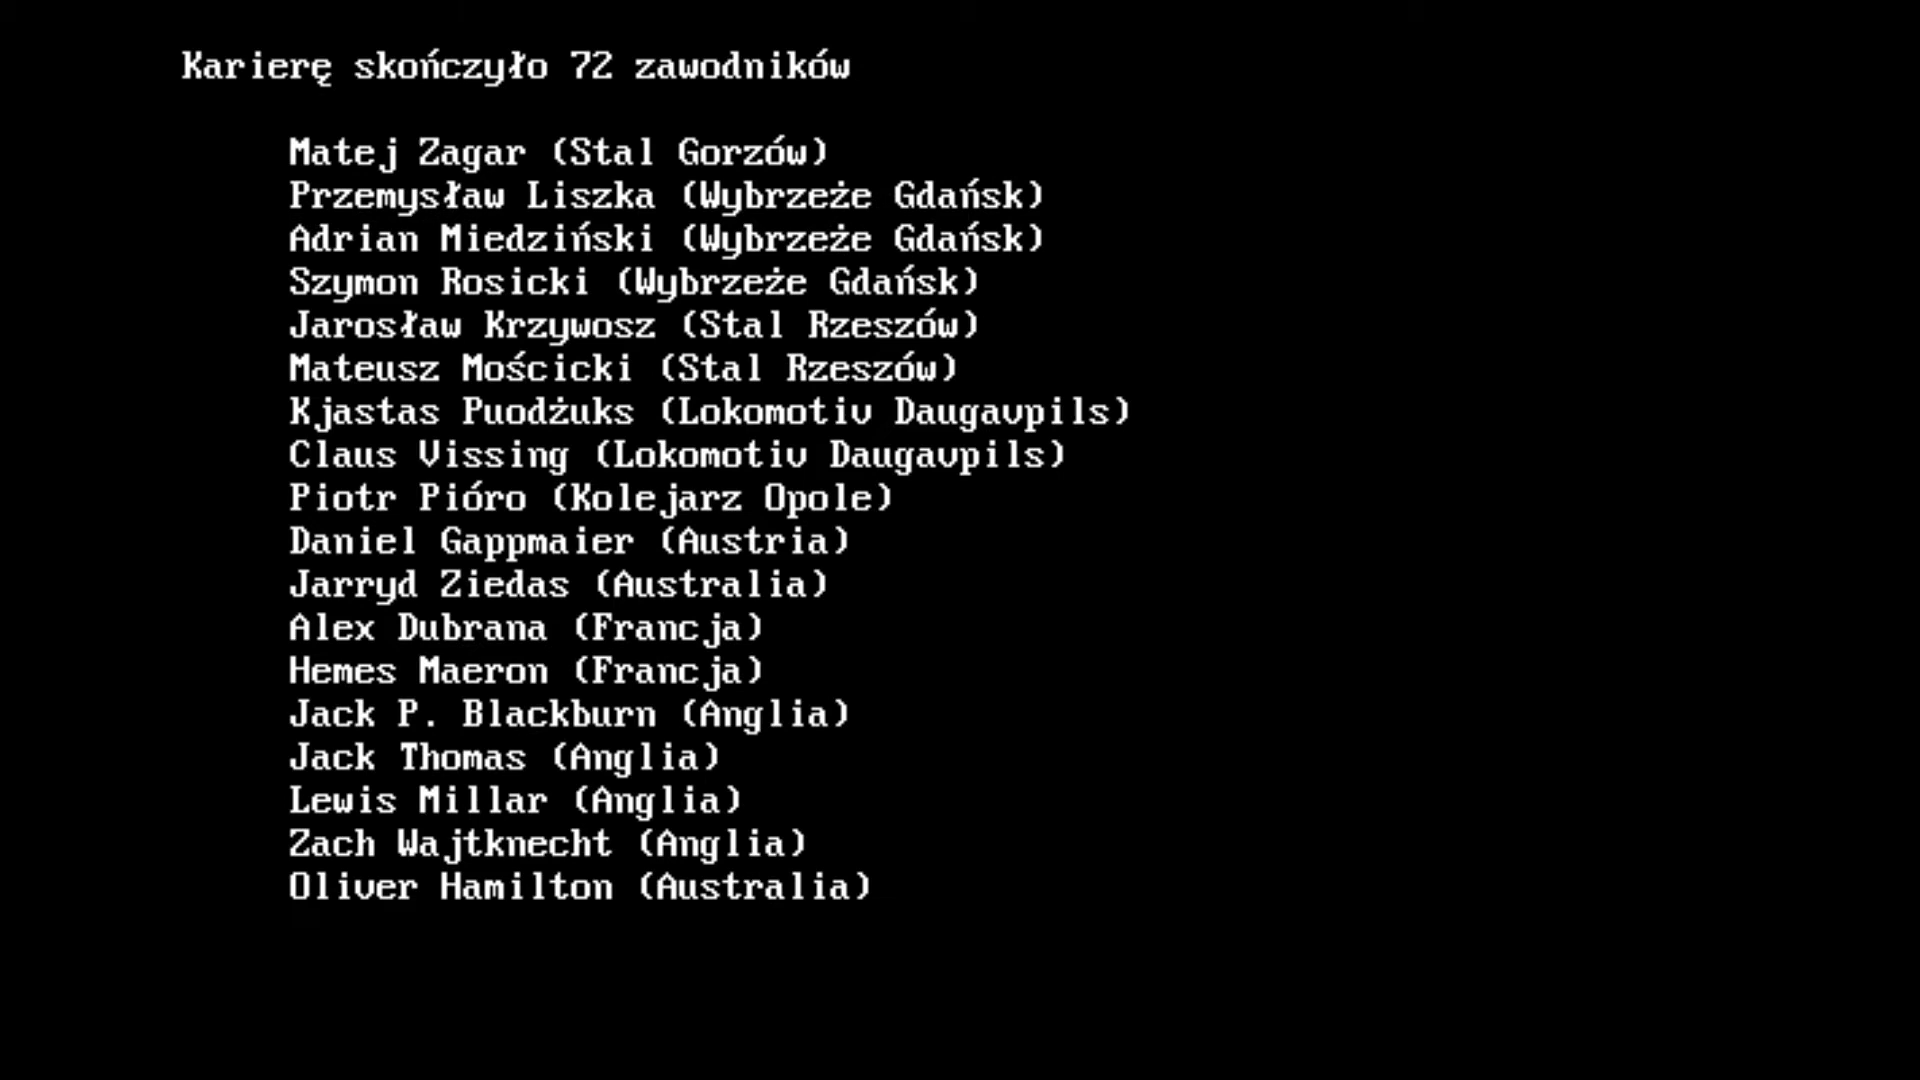 Karierę skończyło 72 zawodników
Matej Zagar (Stal Gorzów)
Przemysław Liszka (Wybrzeże Gdańsk)
Adrian Miedziński (Wybrzeże Gdańsk)
Szymon Rosicki (Wybrzeże Gdańsk)
Jarosław Krzywosz (Stal Rzeszów)
Mateusz Mościcki (Stal Rzeszów)
Kjastas Puodżuks (Lokomotiv Daugavpils)
Claus Vissing (Lokomotiv Daugavpils)
Piotr Pióro (Kolejarz Opole)
Daniel Gappmaier (Austria)
Jarryd Ziedas (Australia)
Alex Dubrana (Francja)
Hemes Maeron (Francja)
Jack P. Blackburn (Anglia)
Jack Thomas (Anglia)
Lewis Millar (Anglia)
Zach Wajtknecht (Anglia)
Oliver Hamilton (Australia)